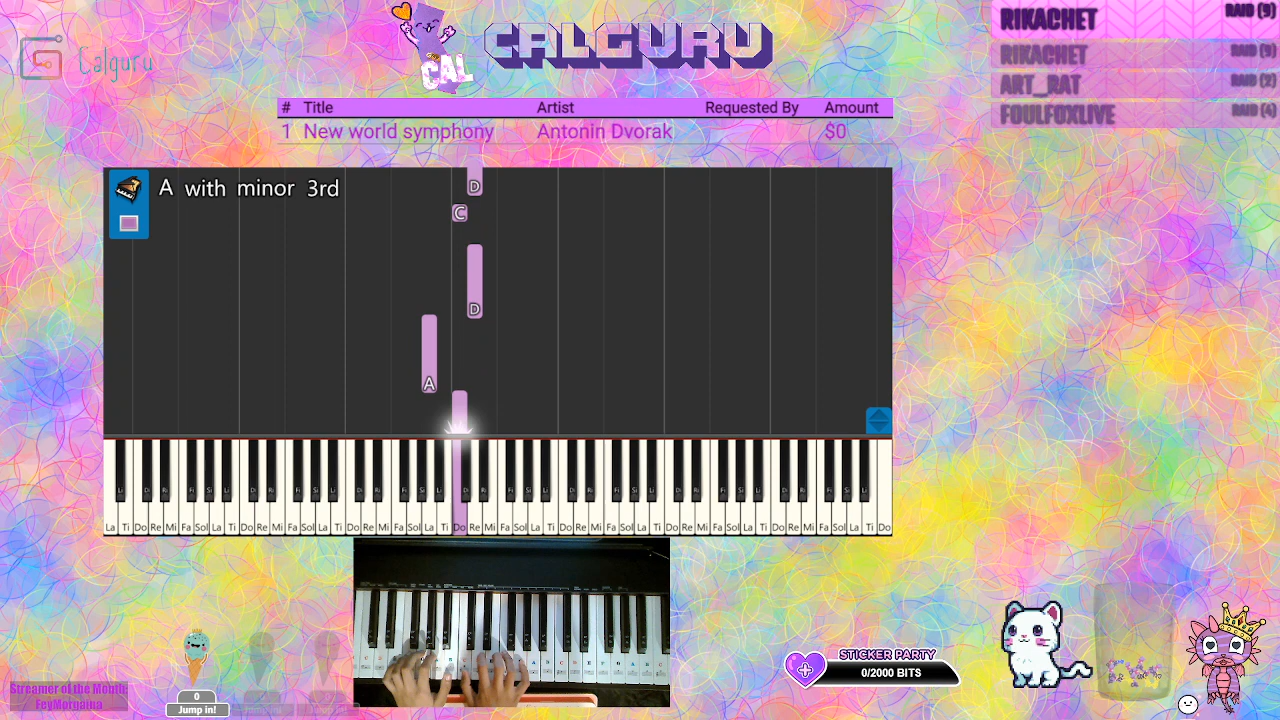 Calguru
CAL
CALGURU
# Title Artist Requested By Amount
1 New world symphony Antonin Dvorak $0
RIKACHET RAID (9)
RIKACHET RAID (9)
ART_RAT RAID (2)
FOULFOXLIVE RAID (4)
A with minor 3rd
D
C
D
A
La Ti Do Re Mi Fa Sol La Ti Do Re Mi Fa Sol La Ti Do Re Mi Fa Sol La Ti Do Re Mi Fa Sol La Ti Do Re Mi Fa Sol La Ti Do Re Mi Fa Sol La Ti Do Re Mi Fa Sol La Ti Do
Streamer of the Month:
FeyMorgaina
0
Jump in!
STICKER PARTY
0/2000 BITS